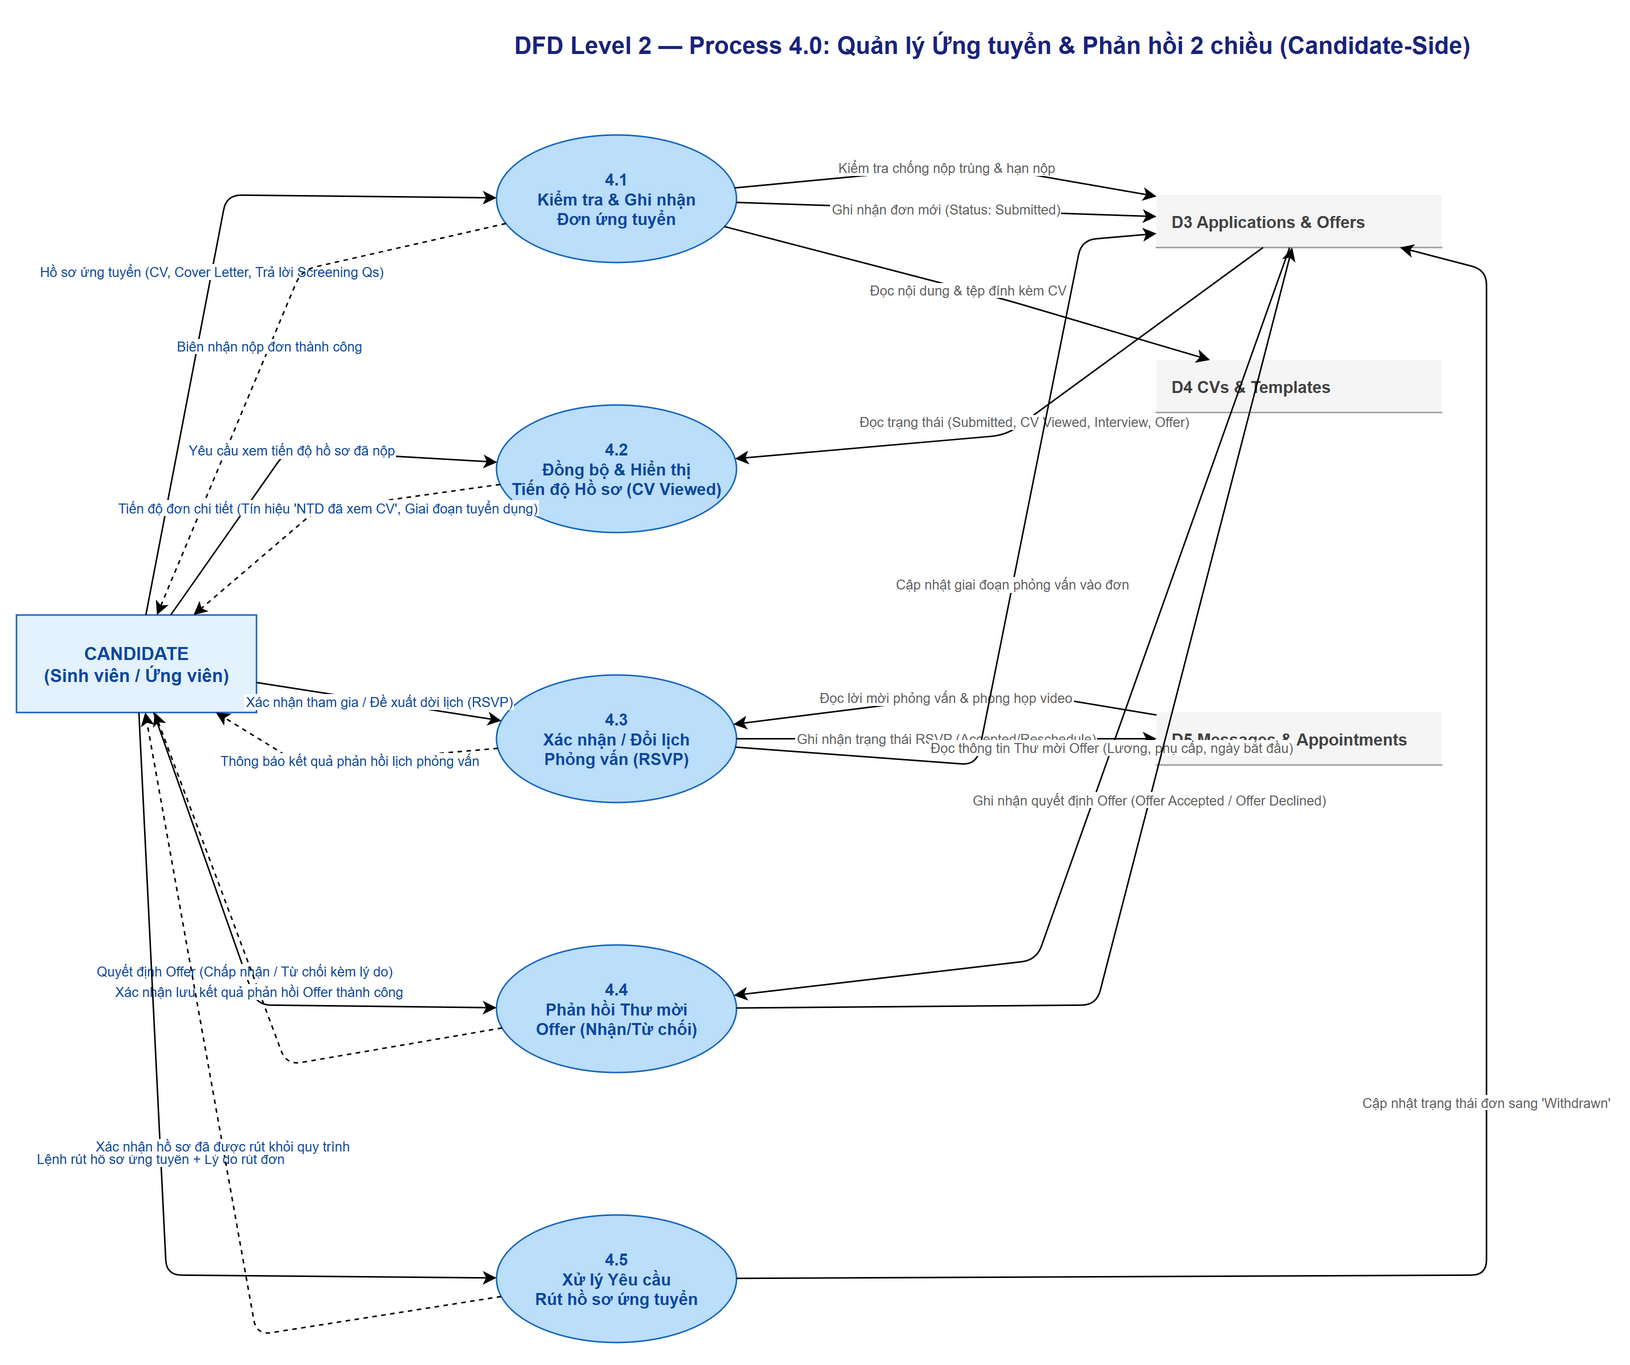 DFD Level 2 — Process 4.0: Quản lý Ứng tuyển & Phản hồi 2 chiều (Candidate-Side)
4.1
Kiểm tra & Ghi nhận
Đơn ứng tuyển
Kiểm tra chống nộp trùng & hạn nộp
Ghi nhận đơn mới (Status: Submitted)
D3 Applications & Offers
Hồ sơ ứng tuyển (CV, Cover Letter, Trả lời Screening Qs)
Đọc nội dung & tệp đính kèm CV
Biên nhận nộp đơn thành công
D4 CVs & Templates
Đọc trạng thái (Submitted, CV Viewed, Interview, Offer)
Yêu cầu xem tiến độ hồ sơ đã nộp
4.2
Đồng bộ & Hiển thị
Tiến độ Hồ sơ (CV Viewed)
Tiến độ đơn chi tiết (Tín hiệu 'NTD đã xem CV', Giai đoạn tuyển dụng)
Cập nhật giai đoạn phỏng vấn vào đơn
CANDIDATE
(Sinh viên / Ứng viên)
Xác nhận tham gia / Đề xuất dời lịch (RSVP)
Đọc lời mời phỏng vấn & phòng họp video
4.3
Xác nhận / Đổi lịch
Phỏng vấn (RSVP)
Ghi nhận trạng thái RSVP (Accepted/Reschedule)
D5 Messages & Appointments
Đọc thông tin Thư mời Offer (Lương, phụ cấp, ngày bắt đầu)
Thông báo kết quả phản hồi lịch phỏng vấn
Ghi nhận quyết định Offer (Offer Accepted / Offer Declined)
Quyết định Offer (Chấp nhận / Từ chối kèm lý do)
Xác nhận lưu kết quả phản hồi Offer thành công
4.4
Phản hồi Thư mời
Offer (Nhận/Từ chối)
Cập nhật trạng thái đơn sang 'Withdrawn'
Xác nhận hồ sơ đã được rút khỏi quy trình
Lệnh rút hồ sơ ứng tuyển + Lý do rút đơn
4.5
Xử lý Yêu cầu
Rút hồ sơ ứng tuyển